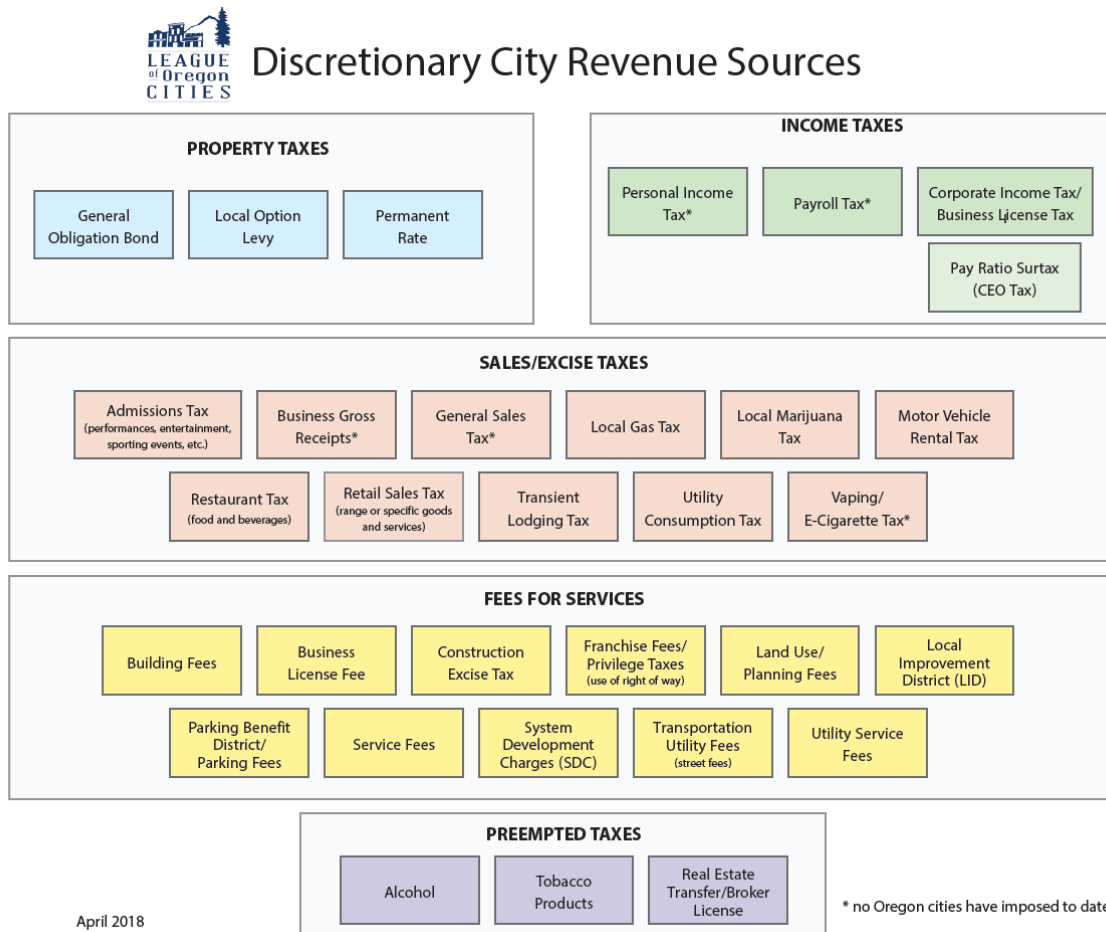 LEAGUE
of Oregon
CITIES
Discretionary City Revenue Sources
PROPERTY TAXES
General
Obligation Bond
Local Option
Levy
Permanent
Rate
INCOME TAXES
Personal Income
Tax*
Payroll Tax*
Corporate Income Tax/
Business License Tax
Pay Ratio Surtax
(CEO Tax)
SALES/EXCISE TAXES
Admissions Tax
(performances, entertainment,
sporting events, etc.)
Business Gross
Receipts*
General Sales
Tax*
Local Gas Tax
Local Marijuana
Tax
Motor Vehicle
Rental Tax
Restaurant Tax
(food and beverages)
Retail Sales Tax
(range or specific goods
and services)
Transient
Lodging Tax
Utility
Consumption Tax
Vaping/
E-Cigarette Tax*
FEES FOR SERVICES
Building Fees
Business
License Fee
Construction
Excise Tax
Franchise Fees/
Privilege Taxes
(use of right of way)
Land Use/
Planning Fees
Local
Improvement
District (LID)
Parking Benefit
District/
Parking Fees
Service Fees
System
Development
Charges (SDC)
Transportation
Utility Fees
(street fees)
Utility Service
Fees
PREEMPTED TAXES
Alcohol
Tobacco
Products
Real Estate
Transfer/Broker
License
April 2018
* no Oregon cities have imposed to date